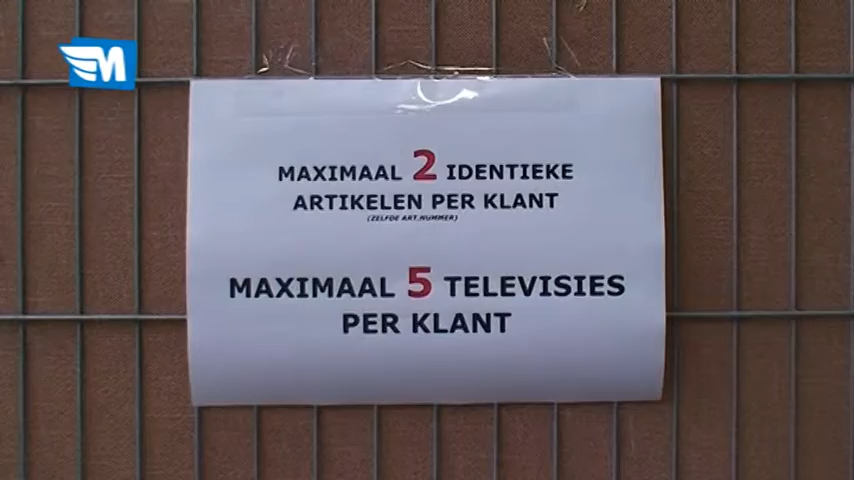 M
MAXIMAAL 2 IDENTIEKE
ARTIKELEN PER KLANT
(ZELFDE ART.NUMMER)
MAXIMAAL 5 TELEVISIES
PER KLANT